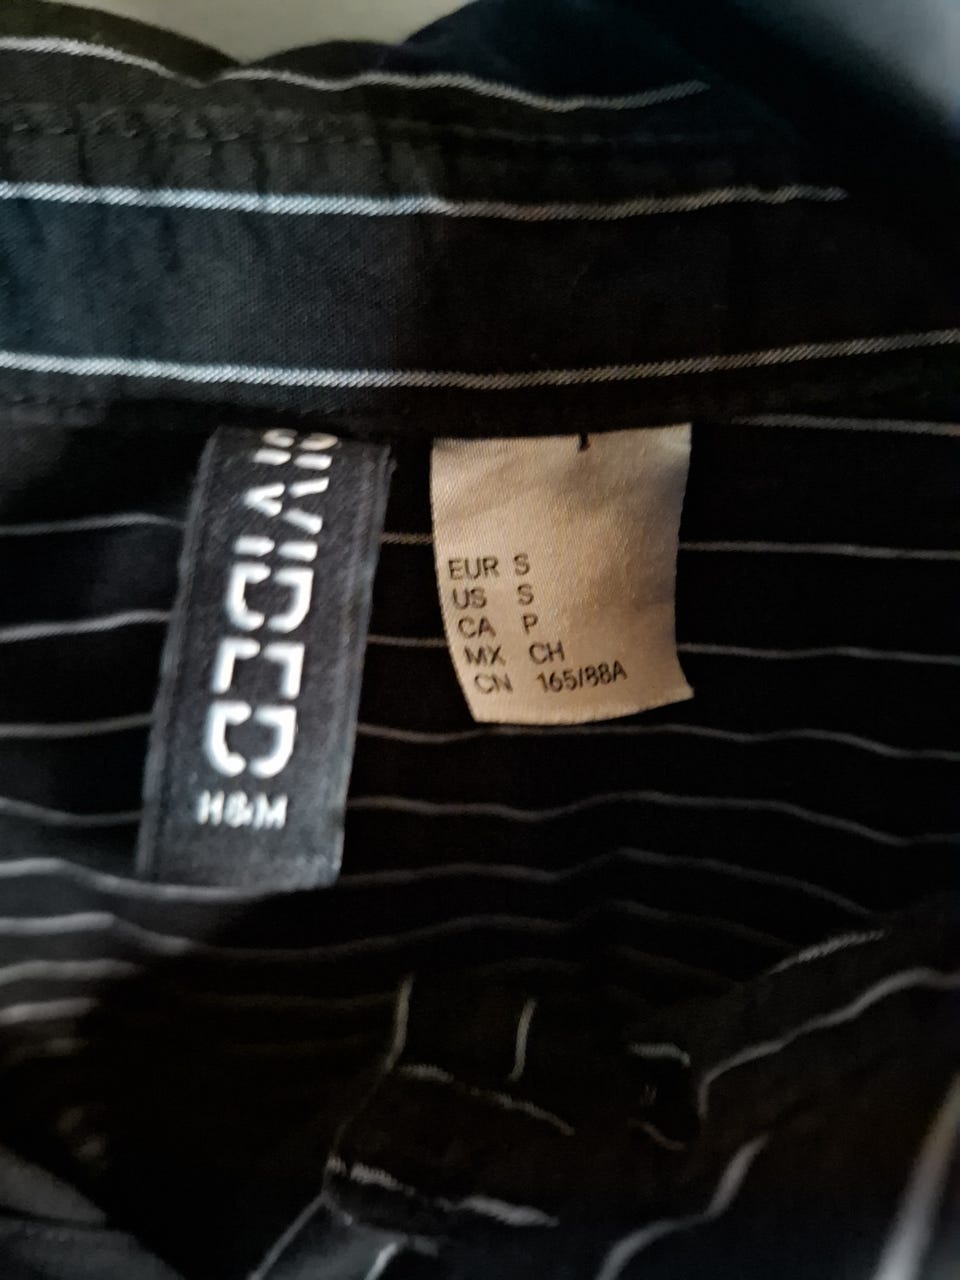 DIVIDED
H&M
EUR S
US S
CA P
MX CH
CN 165/88A